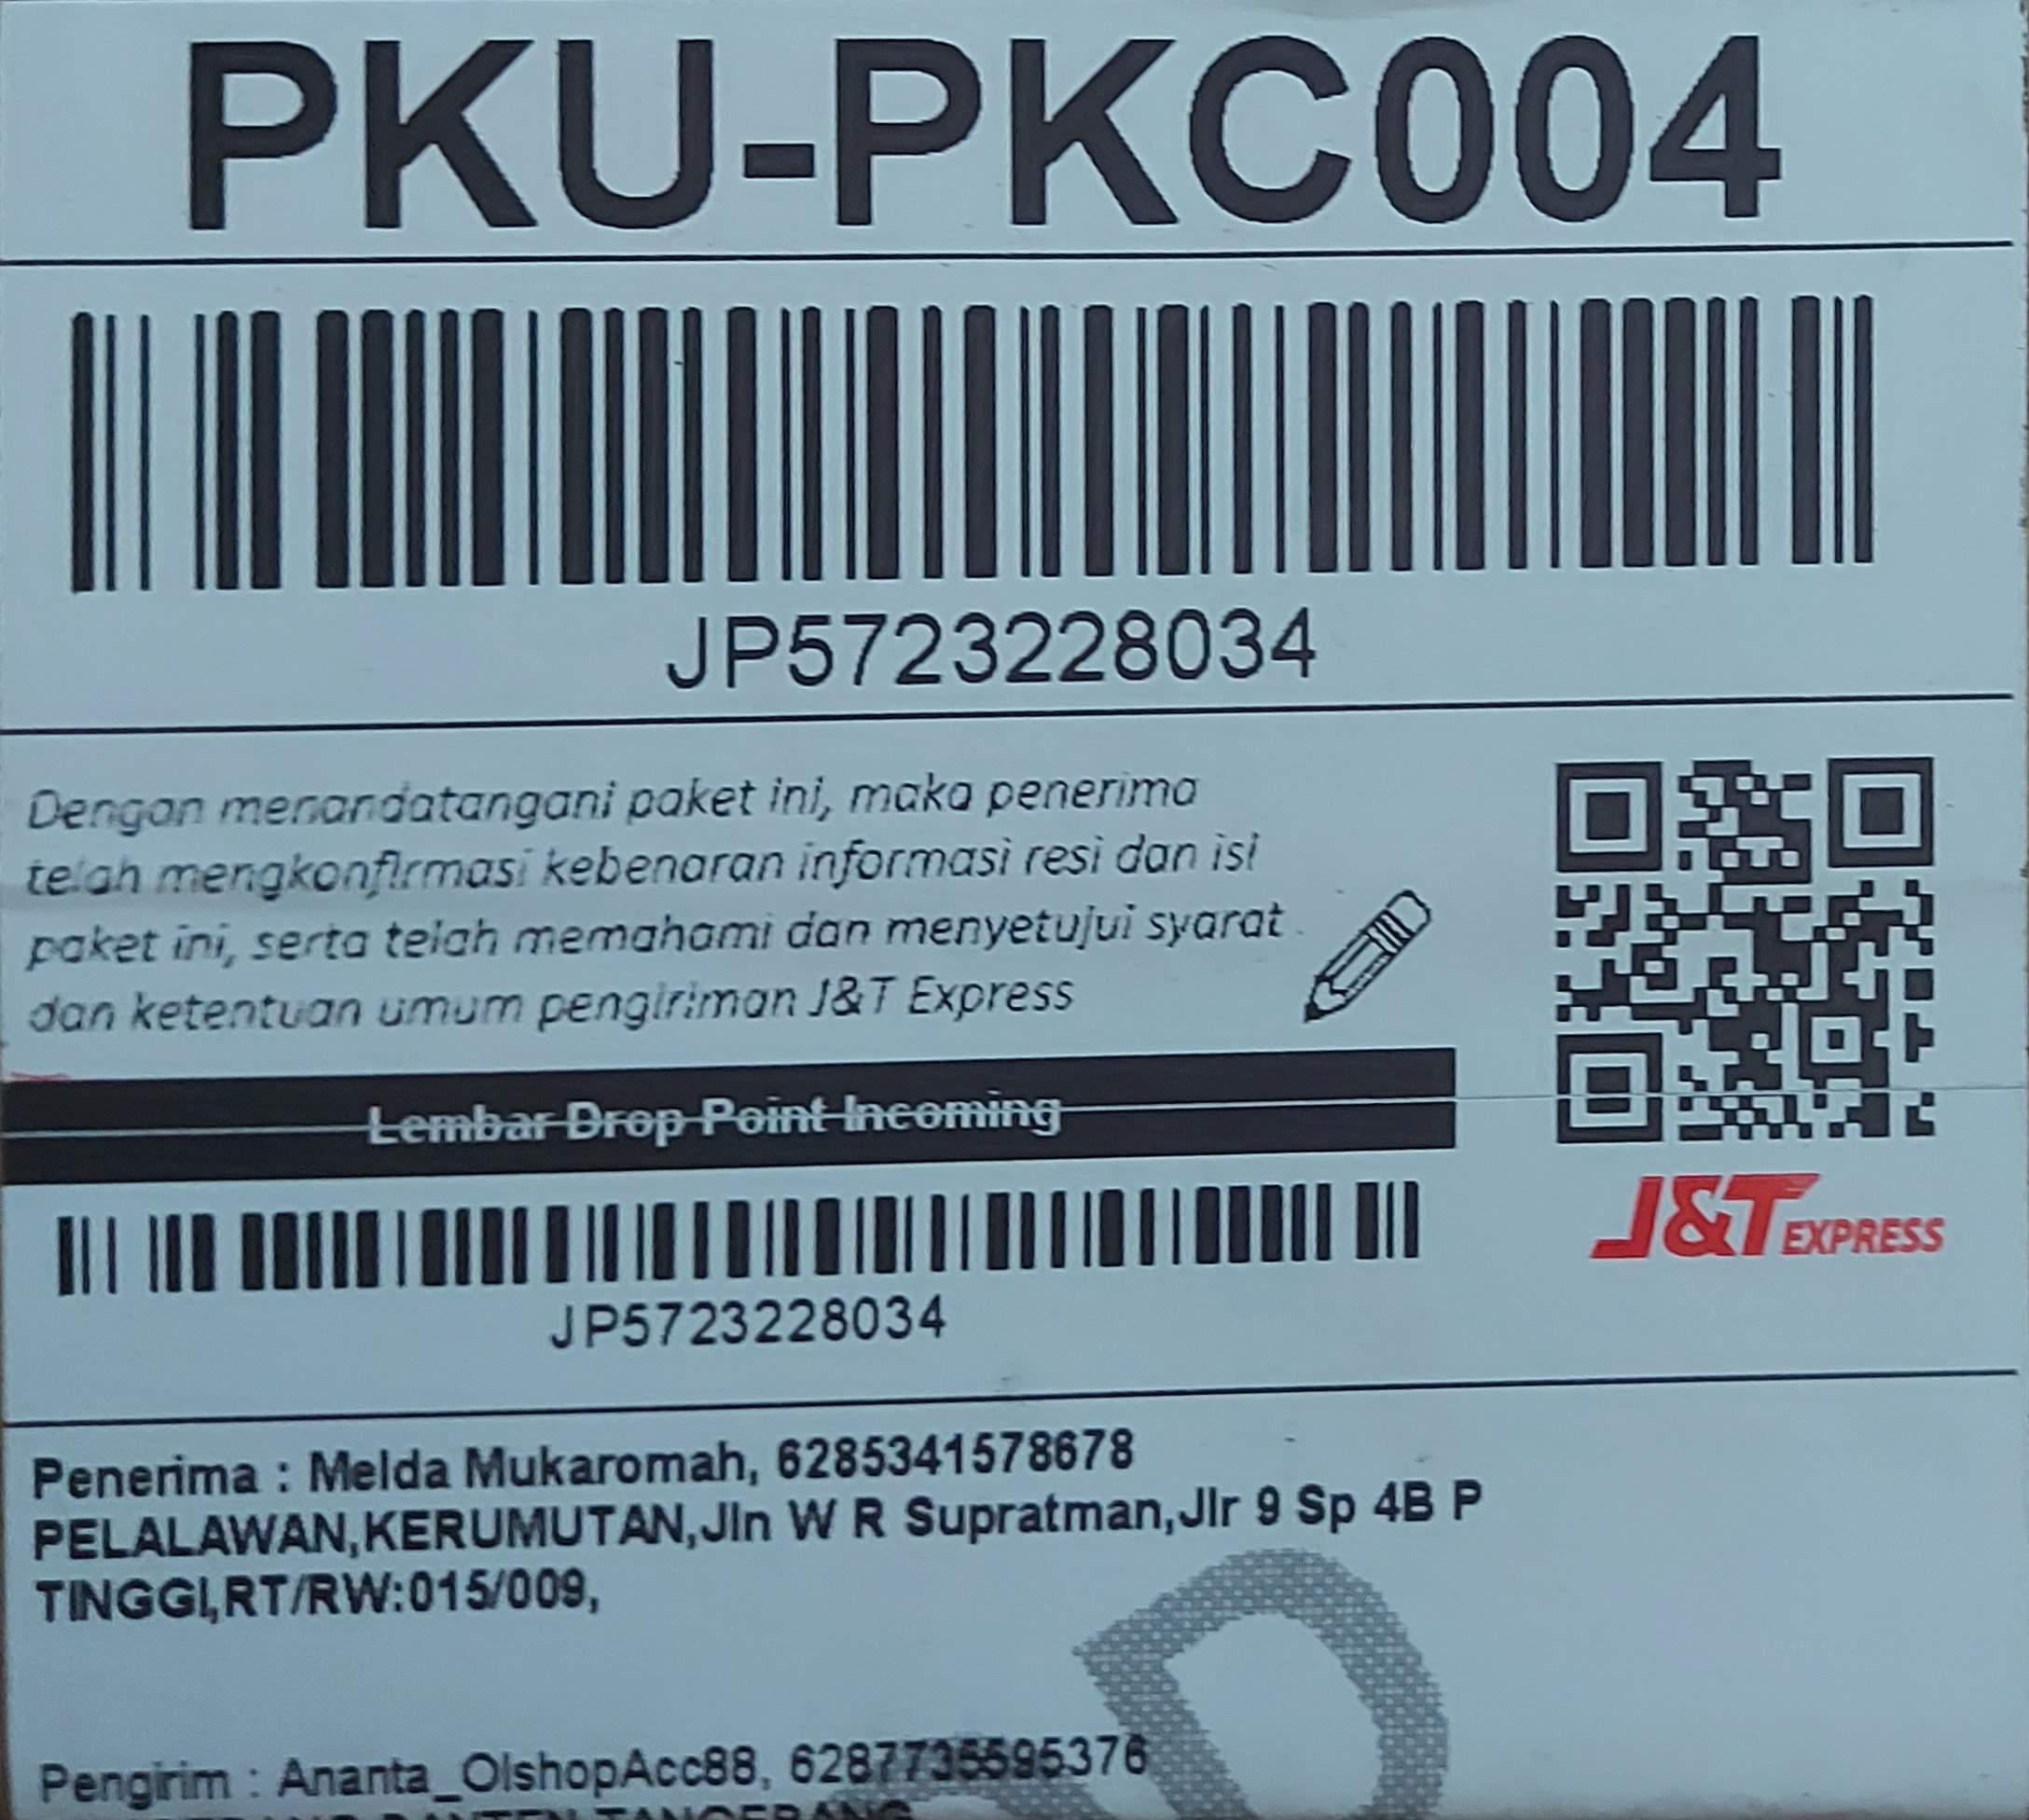 PKU-PKC004
JP5723228034
Dengan menandatangani paket ini, maka penerima
telah mengkonfirmasi kebenaran informasi resi dan isi
paket ini, serta telah memahami dan menyetujui syarat
dan ketentuan umum pengiriman J&T Express
Lembar Drop Point Incoming
J&T EXPRESS
JP5723228034
Penerima : Melda Mukaromah, 6285341578678
PELALAWAN,KERUMUTAN,Jln W R Supratman,Jlr 9 Sp 4B P
TINGGI,RT/RW:015/009,
Pengirim : Ananta_OlshopAcc88, 6287735595376
BANTEN TANGERANG